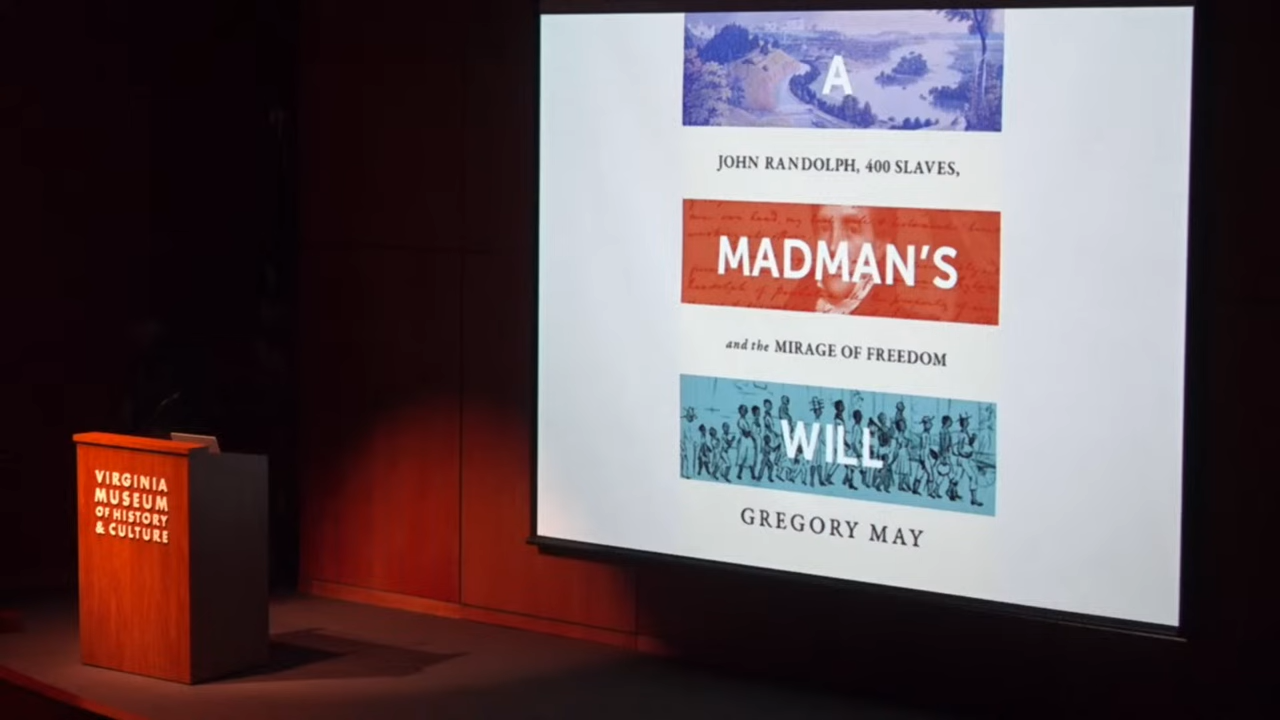 VIRGINIA
MUSEUM
OF HISTORY
& CULTURE
A
JOHN RANDOLPH, 400 SLAVES,
MADMAN'S
and the MIRAGE OF FREEDOM
WILL
GREGORY MAY